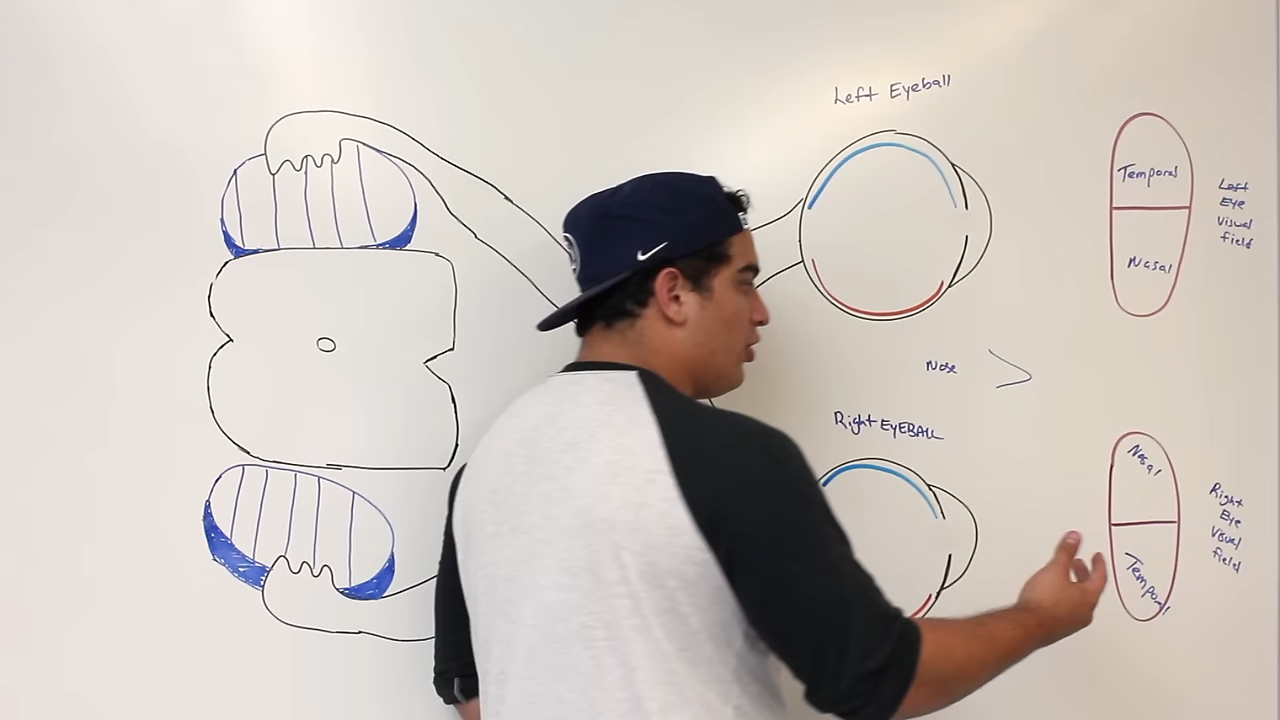 Left Eyeball
Temporal
Nasal
Left
Eye
Visual
field
Nose
Right EyEBALL
Nasal
Temporal
Right
Eye
Visual
field